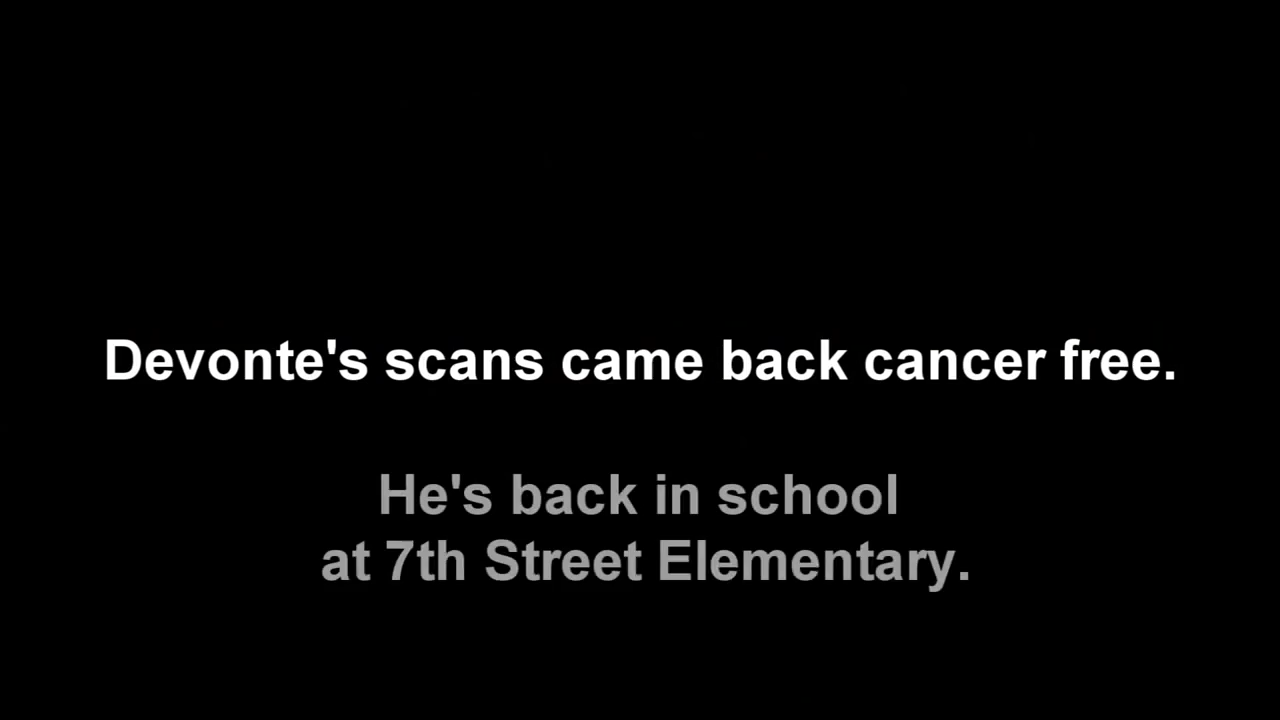 Devonte's scans came back cancer free.
He's back in school
at 7th Street Elementary.